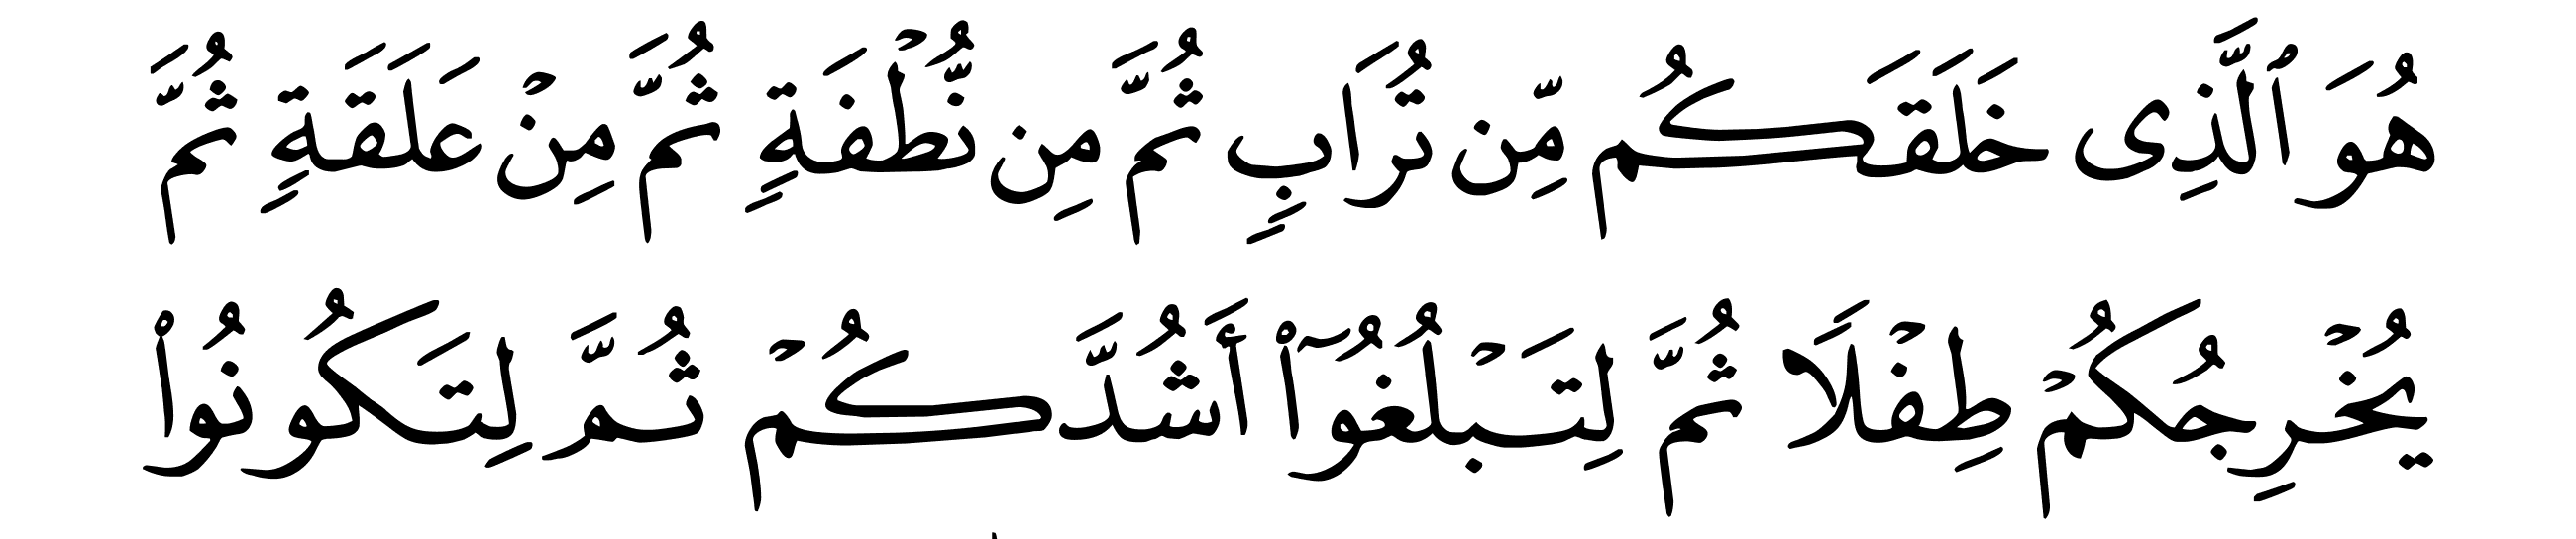 هُوَ ٱلَّذِى خَلَقَكُم مِّن تُرَابٍ ثُمَّ مِن نُّطْفَةٍ ثُمَّ مِنْ عَلَقَةٍ ثُمَّ
يُخْرِجُكُمْ طِفْلًا ثُمَّ لِتَبْلُغُوٓا۟ أَشُدَّكُمْ ثُمَّ لِتَكُونُوا۟